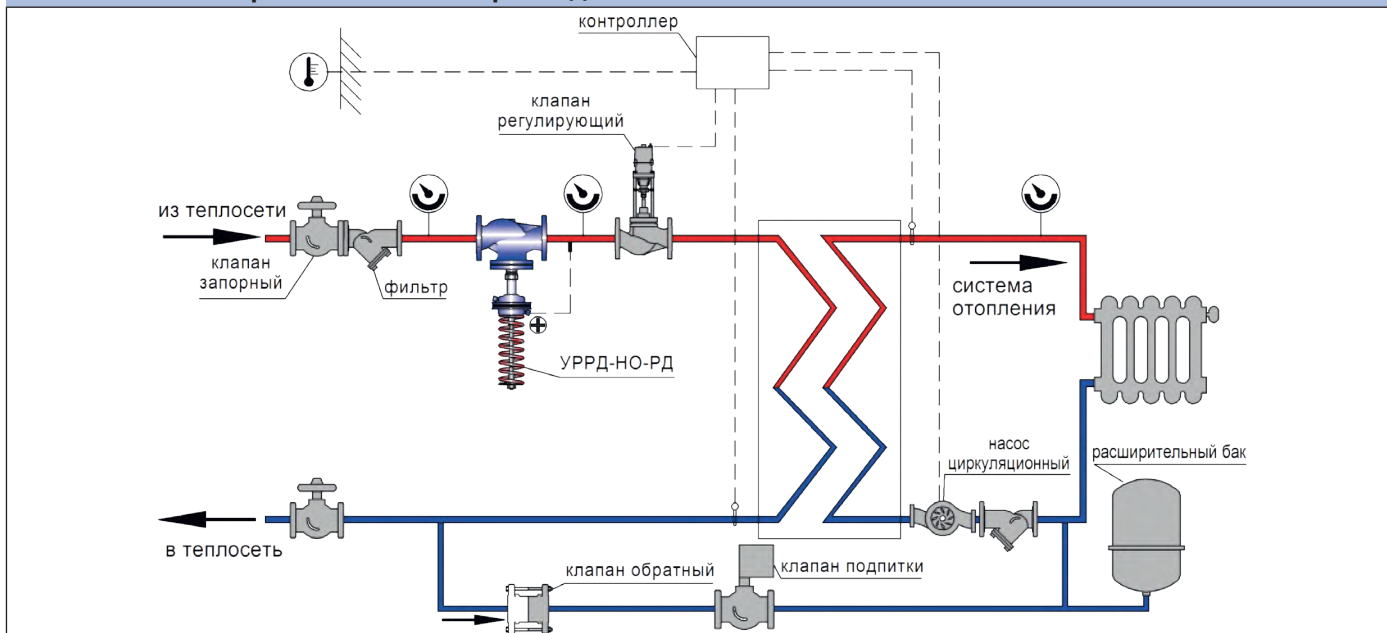 контроллер
клапан
регулирующий
из теплосети
клапан
запорный
фильтр
УРРД-НО-РД
система
отопления
насос
циркуляционный
расширительный бак
в теплосеть
клапан обратный
клапан подпитки